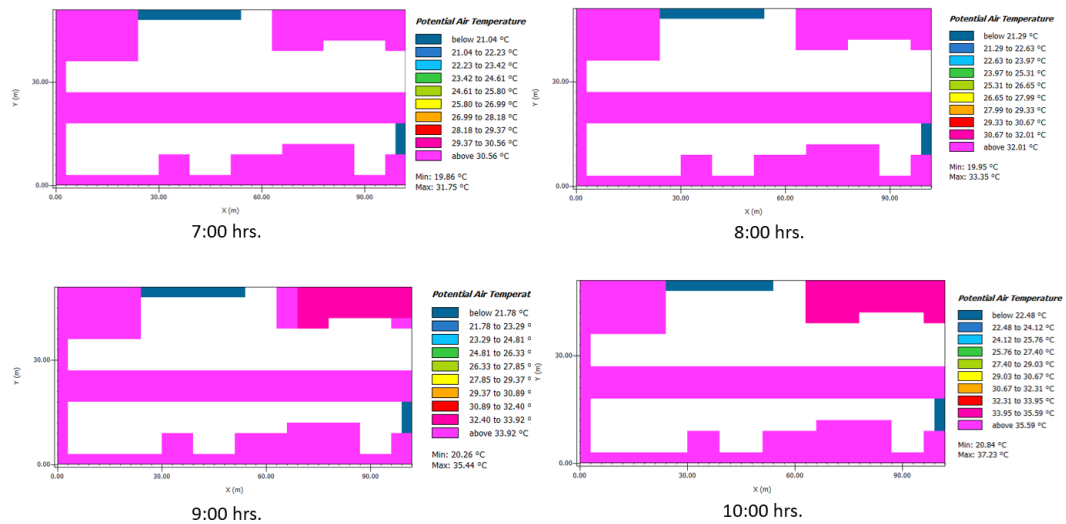 Potential Air Temperature
below 21.04 °C
21.04 to 22.23 °C
22.23 to 23.42 °C
23.42 to 24.61 °C
24.61 to 25.80 °C
25.80 to 26.99 °C
26.99 to 28.18 °C
28.18 to 29.37 °C
29.37 to 30.56 °C
above 30.56 °C
Min: 19.86 °C
Max: 31.75 °C
Y (m)
30.00
0.00
0.00 30.00 60.00 90.00
X (m)
7:00 hrs.
Potential Air Temperature
below 21.29 °C
21.29 to 22.63 °C
22.63 to 23.97 °C
23.97 to 25.31 °C
25.31 to 26.65 °C
26.65 to 27.99 °C
27.99 to 29.33 °C
29.33 to 30.67 °C
30.67 to 32.01 °C
above 32.01 °C
Min: 19.95 °C
Max: 33.35 °C
Y (m)
30.00
0.00
0.00 30.00 60.00 90.00
X (m)
8:00 hrs.
Potential Air Temperat
below 21.78 °C
21.78 to 23.29 °
23.29 to 24.81 °
24.81 to 26.33 °
26.33 to 27.85 °
27.85 to 29.37 °
29.37 to 30.89 °
30.89 to 32.40 °
32.40 to 33.92 °
above 33.92 °C
Min: 20.26 °C
Max: 35.44 °C
Y (m)
30.00
0.00
0.00 30.00 60.00 90.00
X (m)
9:00 hrs.
Potential Air Temperature
below 22.48 °C
22.48 to 24.12 °C
24.12 to 25.76 °C
25.76 to 27.40 °C
27.40 to 29.03 °C
29.03 to 30.67 °C
30.67 to 32.31 °C
32.31 to 33.95 °C
33.95 to 35.59 °C
above 35.59 °C
Min: 20.84 °C
Max: 37.23 °C
Y (m)
30.00
0.00
0.00 30.00 60.00 90.00
X (m)
10:00 hrs.